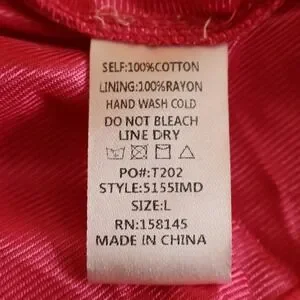 SELF:100%COTTON
LINING:100%RAYON
HAND WASH COLD
DO NOT BLEACH
LINE DRY
PO#:T202
STYLE:5155IMD
SIZE:L
RN:158145
MADE IN CHINA